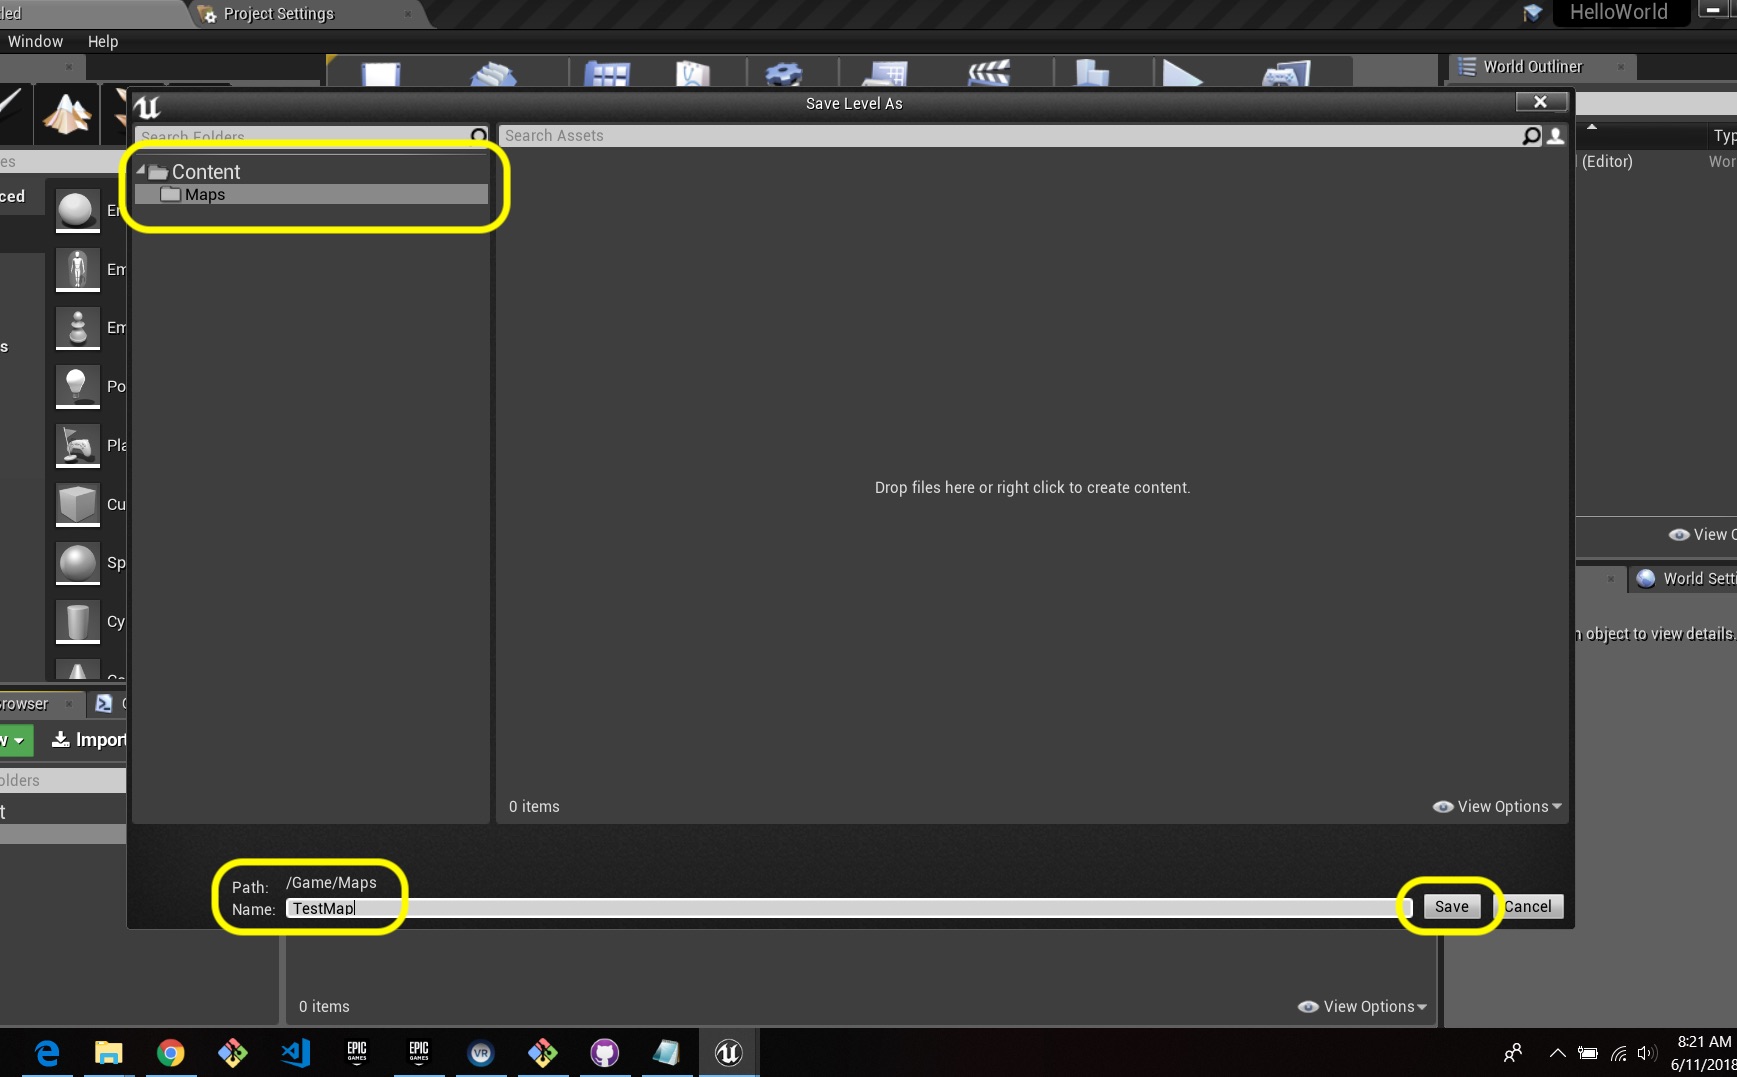 led
Project Settings
HelloWorld
Window Help
World Outliner
Save Level As
Search Folders
Search Assets
Typ
es
Content
(Editor)
Wor
Maps
ced
Em
Em
s
Po
Pla
Cu
Drop files here or right click to create content.
View O
Sp
World Setti
Cy
n object to view details.
rowser
w
Import
olders
t
0 items
View Options
Path: /Game/Maps
Name: TestMap
Save
Cancel
0 items
View Options
EPIC
GAMES
EPIC
GAMES
VR
8:21 AM
6/11/2018